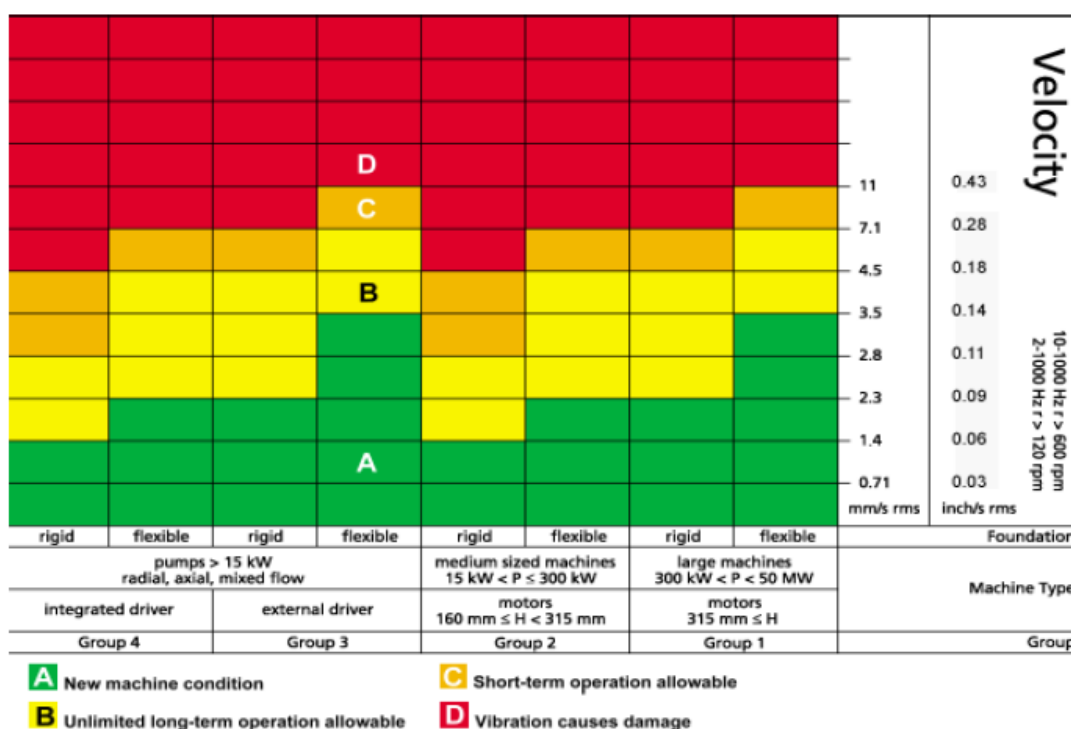 Velocity
D
11
0.43
C
7.1
0.28
4.5
0.18
B
3.5
0.14
2.8
0.11
2.3
0.09
1.4
0.06
A
0.71
0.03
10-1000 Hz r > 600 rpm
2-1000 Hz r > 120 rpm
mm/s rms
inch/s rms
rigid flexible rigid flexible rigid flexible rigid flexible Foundation
pumps > 15 kW
radial, axial, mixed flow
medium sized machines
15 kW < P ≤ 300 kW
large machines
300 kW < P < 50 MW
Machine Type
integrated driver
external driver
motors
160 mm ≤ H < 315 mm
motors
315 mm ≤ H
Group 4 Group 3 Group 2 Group 1 Group
A New machine condition
C Short-term operation allowable
B Unlimited long-term operation allowable
D Vibration causes damage